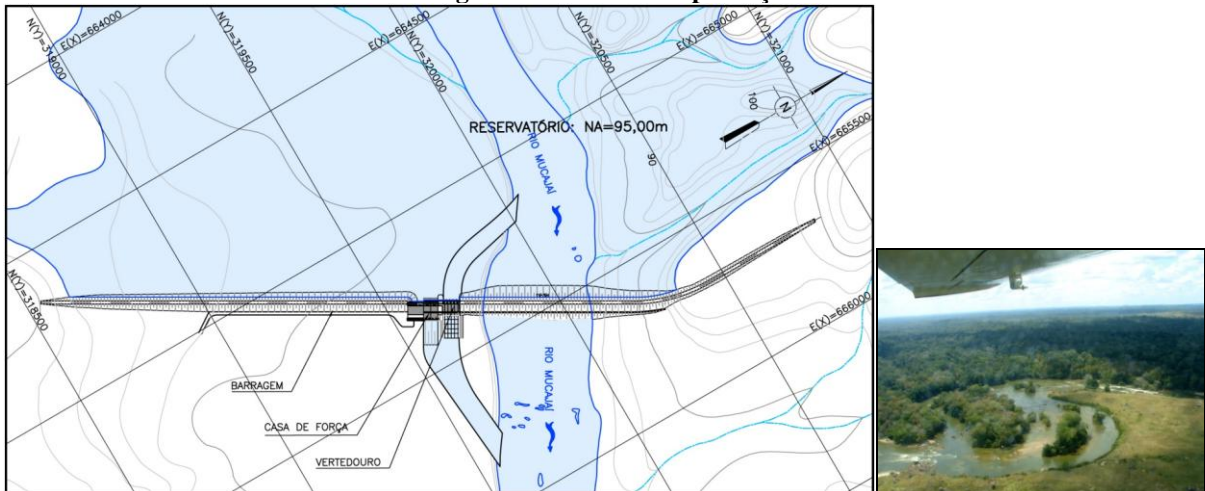 N(Y)=319000
E(X)=664000
N(Y)=319500
E(X)=664500
N(Y)=320000
N(Y)=320500
E(X)=665000
N(Y)=321000
RESERVATÓRIO: NA=95,00m
100
N
E(X)=665500
90
RIO MUCAJAÍ
N(Y)=318500
E(X)=666000
BARRAGEM
CASA DE FORÇA
VERTEDOURO
RIO MUCAJAÍ